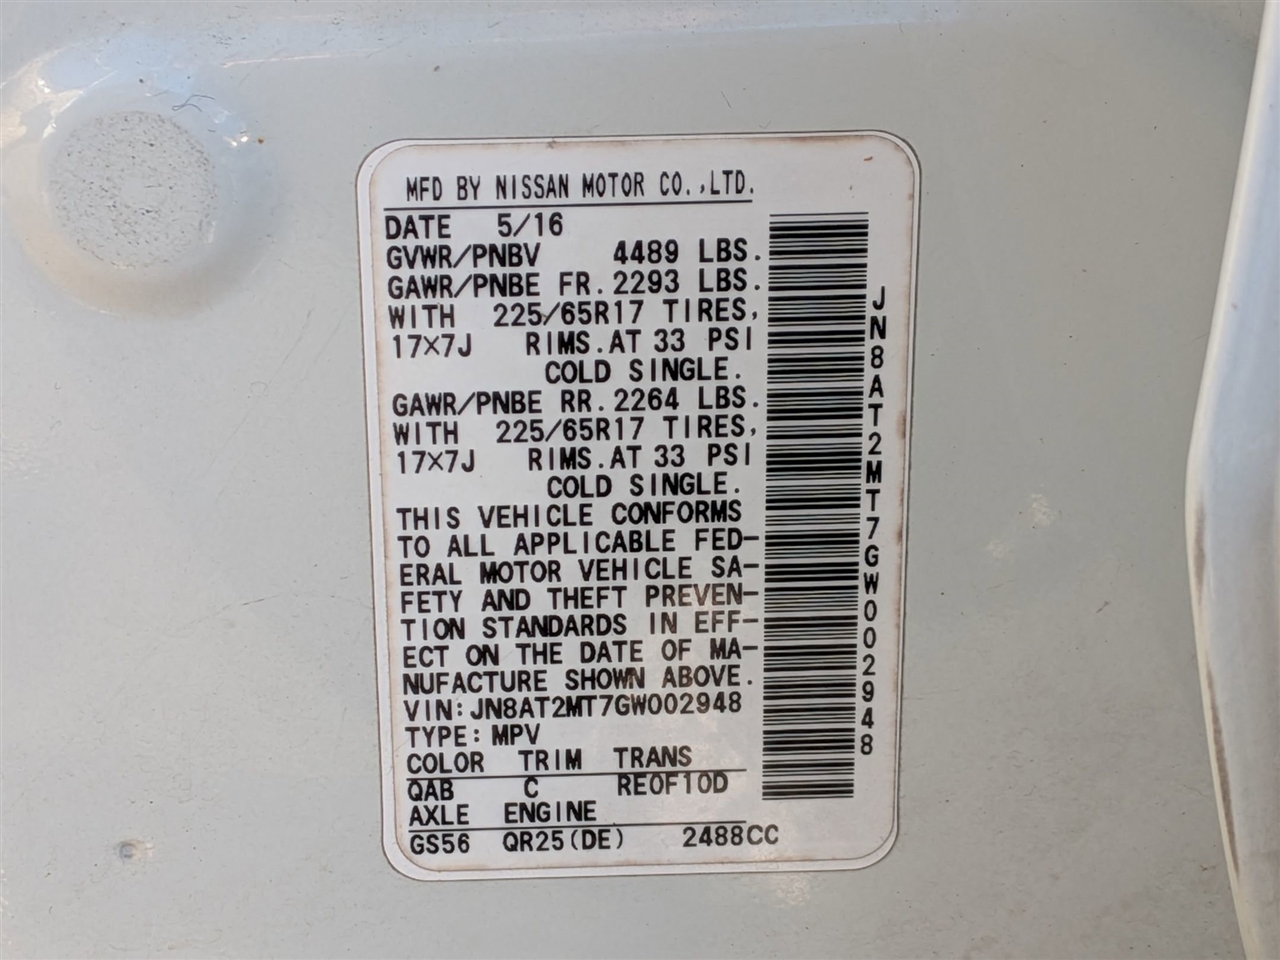 MFD BY NISSAN MOTOR CO.,LTD.
DATE 5/16
GVWR/PNBV 4489 LBS.
GAWR/PNBE FR. 2293 LBS.
WITH 225/65R17 TIRES,
17×7J RIMS.AT 33 PSI
COLD SINGLE.
GAWR/PNBE RR. 2264 LBS.
WITH 225/65R17 TIRES,
17×7J RIMS.AT 33 PSI
COLD SINGLE.
THIS VEHICLE CONFORMS
TO ALL APPLICABLE FED-
ERAL MOTOR VEHICLE SA-
FETY AND THEFT PREVEN-
TION STANDARDS IN EFF-
ECT ON THE DATE OF MA-
NUFACTURE SHOWN ABOVE.
VIN: JN8AT2MT7GW002948
TYPE: MPV
COLOR TRIM TRANS
QAB C RE0F10D
AXLE ENGINE
GS56 QR25(DE) 2488CC
JN8AT2MT7GW002948